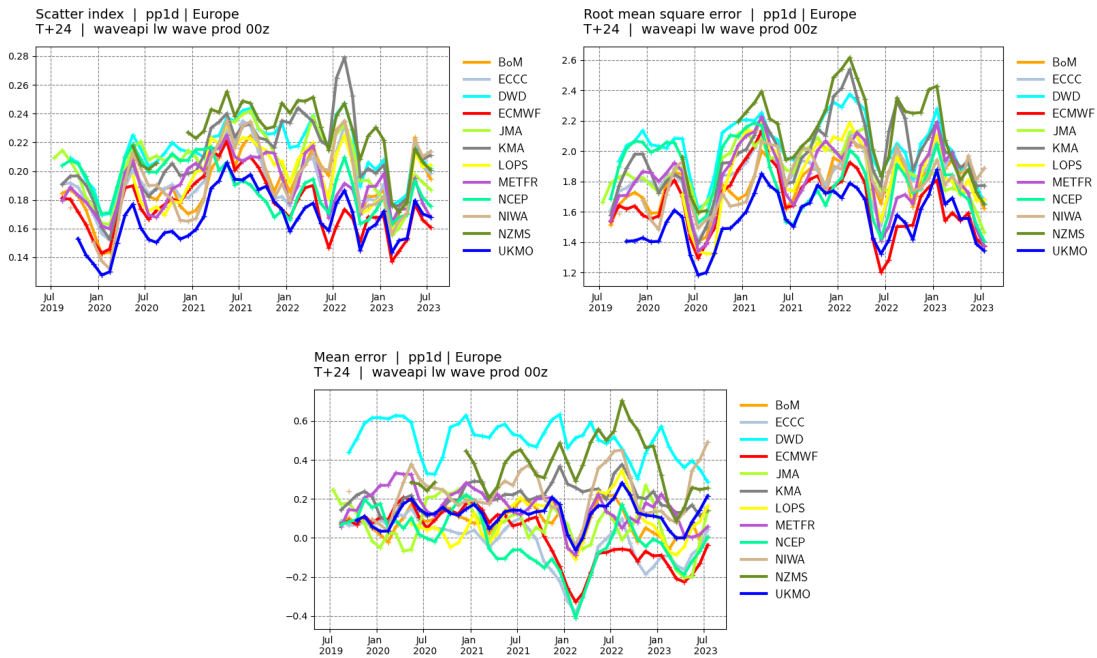 Scatter index | pp1d | Europe
T+24 | waveapi lw wave prod 00z
0.28
0.26
0.24
0.22
0.20
0.18
0.16
0.14
Jul 2019
Jan 2020
Jul 2020
Jan 2021
Jul 2021
Jan 2022
Jul 2022
Jan 2023
Jul 2023
BoM
ECCC
DWD
ECMWF
JMA
KMA
LOPS
METFR
NCEP
NIWA
NZMS
UKMO
Root mean square error | pp1d | Europe
T+24 | waveapi lw wave prod 00z
2.6
2.4
2.2
2.0
1.8
1.6
1.4
1.2
Jul 2019
Jan 2020
Jul 2020
Jan 2021
Jul 2021
Jan 2022
Jul 2022
Jan 2023
Jul 2023
BoM
ECCC
DWD
ECMWF
JMA
KMA
LOPS
METFR
NCEP
NIWA
NZMS
UKMO
Mean error | pp1d | Europe
T+24 | waveapi lw wave prod 00z
0.6
0.4
0.2
0.0
−0.2
−0.4
Jul 2019
Jan 2020
Jul 2020
Jan 2021
Jul 2021
Jan 2022
Jul 2022
Jan 2023
Jul 2023
BoM
ECCC
DWD
ECMWF
JMA
KMA
LOPS
METFR
NCEP
NIWA
NZMS
UKMO